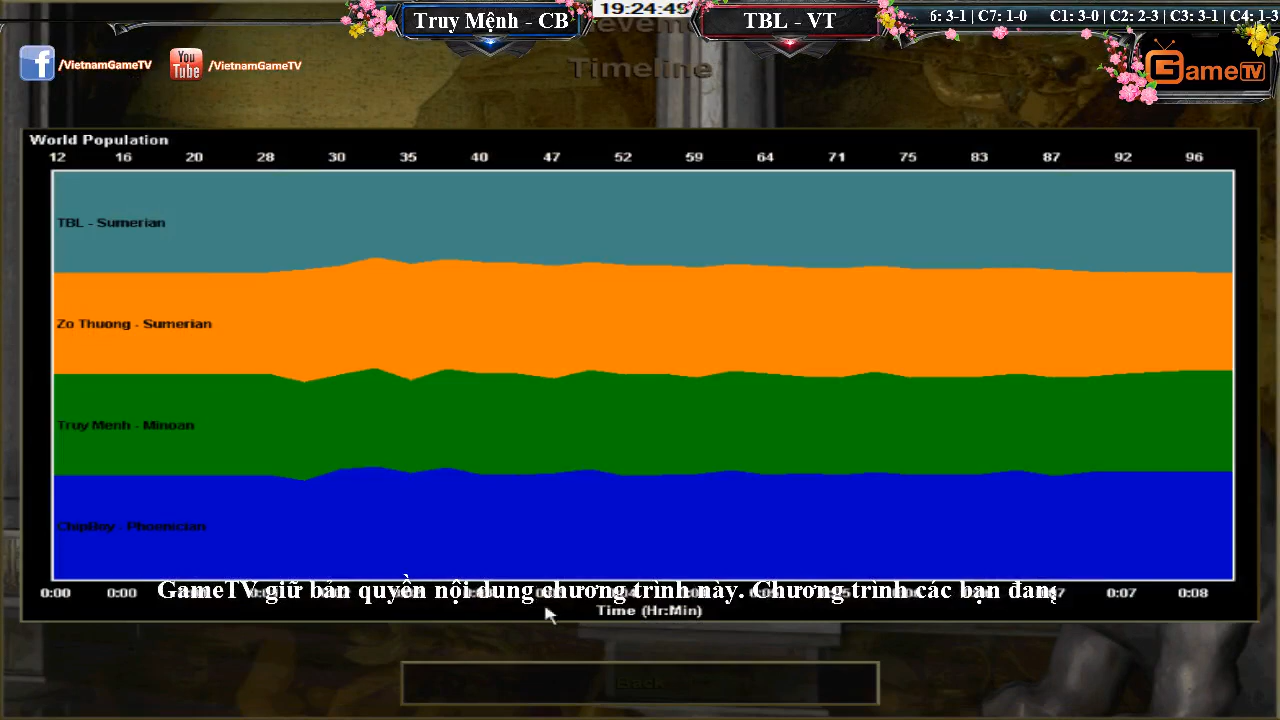 Truy Mệnh - CB
19:24:49
TBL - VT
6: 3-1 | C7: 1-0 C1: 3-0 | C2: 2-3 | C3: 3-1 | C4: 1-3
Timeline
/VietnamGameTV
You Tube /VietnamGameTV
GameTV
World Population
12 16 20 28 30 35 40 47 52 59 64 71 75 83 87 92 96
TBL - Sumerian
Zo Thuong - Sumerian
Truy Menh - Minoan
ChipBoy - Phoenician
GameTV giữ bản quyền nội dung chương trình này. Chương trình các bạn đang
0:00 0:00 0:07 0:08
Time (Hr:Min)
Back